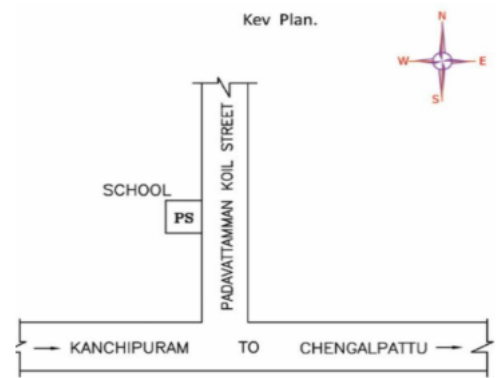 Kev Plan.
N
W E
S
SCHOOL
PS
PADAVATTAMMAN KOIL STREET
KANCHIPURAM TO CHENGALPATTU